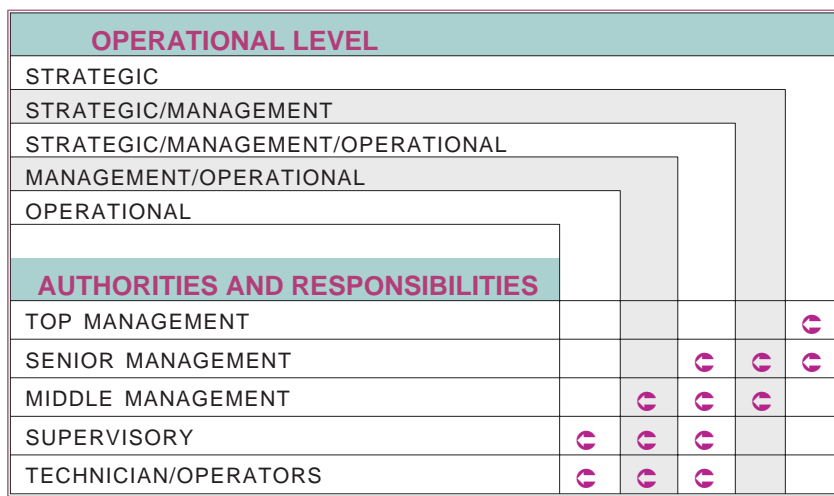 OPERATIONAL LEVEL
STRATEGIC
STRATEGIC/MANAGEMENT
STRATEGIC/MANAGEMENT/OPERATIONAL
MANAGEMENT/OPERATIONAL
OPERATIONAL
AUTHORITIES AND RESPONSIBILITIES
TOP MANAGEMENT
SENIOR MANAGEMENT
MIDDLE MANAGEMENT
SUPERVISORY
TECHNICIAN/OPERATORS